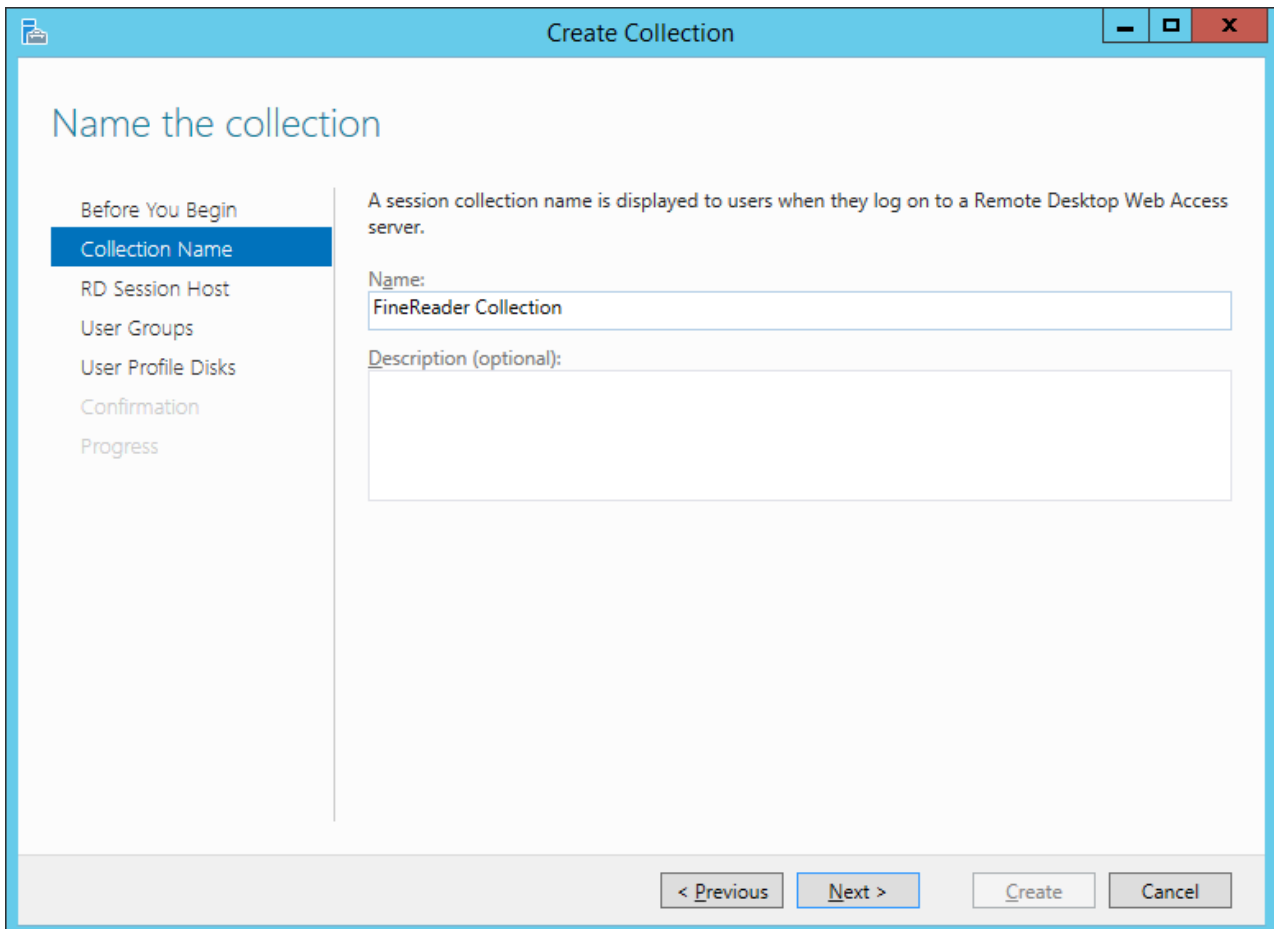 Create Collection
Name the collection
Before You Begin
Collection Name
RD Session Host
User Groups
User Profile Disks
Confirmation
Progress
A session collection name is displayed to users when they log on to a Remote Desktop Web Access
server.
Name:
FineReader Collection
Description (optional):
< Previous
Next >
Create
Cancel